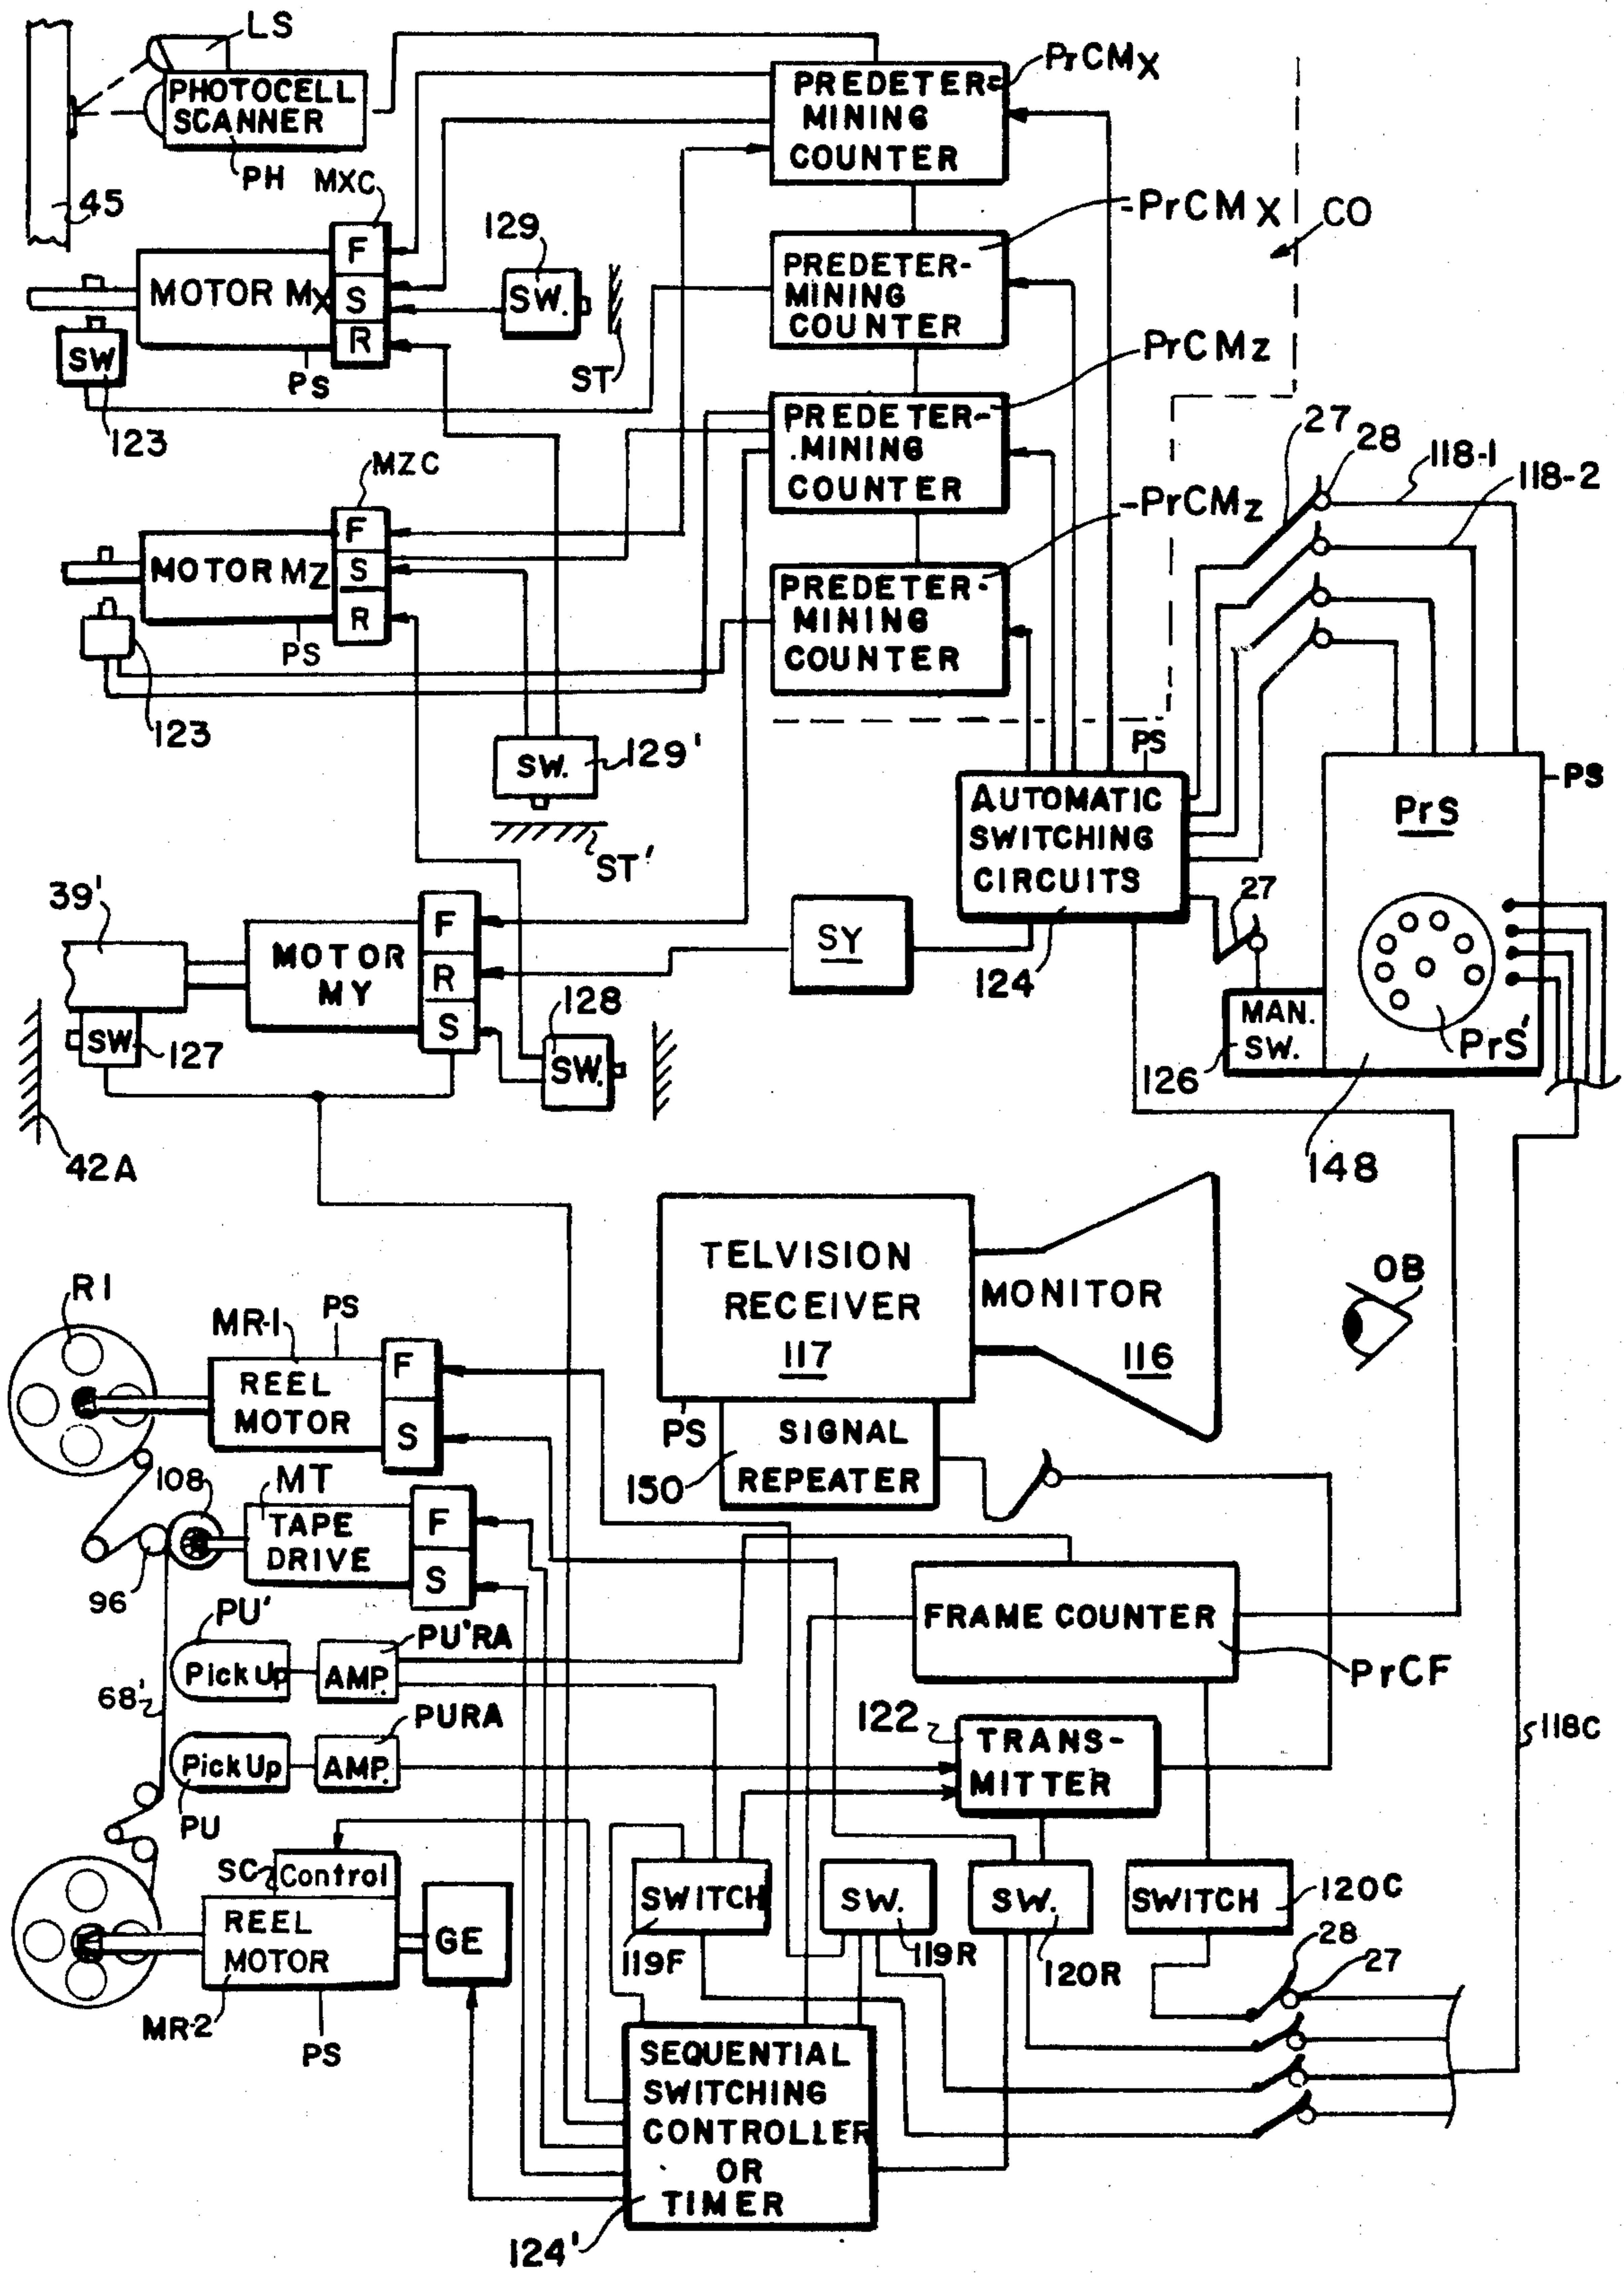 LS
PHOTOCELL
SCANNER
PH
45
MXC
F
S
R
MOTOR MX
PS
SW
123
129
SW.
ST
PREDETER=
MINING
COUNTER
PrCMX
PREDETER-
MINING
COUNTER
-PrCMX
CO
PREDETER-
.MINING
COUNTER
PrCMZ
PREDETER-
MINING
COUNTER
-PrCMZ
MZC
F
S
R
MOTOR MZ
PS
123
SW.
129'
ST'
27
28
118-1
118-2
PS
AUTOMATIC
SWITCHING
CIRCUITS
124
PrS
PS
PrS'
148
27
MAN.
SW.
126
39'
MOTOR
MY
F
R
S
SW
127
42A
128
SW.
SY
TELVISION
RECEIVER
117
MONITOR
116
PS
SIGNAL
REPEATER
150
OB
R1
MR-1
PS
REEL
MOTOR
F
S
108
MT
TAPE
DRIVE
F
S
96
PU'
Pick Up
AMP.
PU'RA
68'
Pick Up
AMP.
PURA
PU
FRAME COUNTER
PrCF
122
TRANS-
MITTER
118C
SC
Control
REEL
MOTOR
GE
MR-2
PS
SWITCH
119F
SW.
119R
SW.
120R
SWITCH
120C
28
27
SEQUENTIAL
SWITCHING
CONTROLLER
OR
TIMER
124'